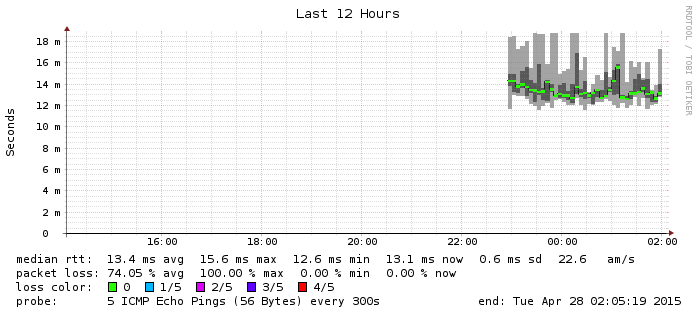 Last 12 Hours
RRDTOOL / TOBI OETIKER
Seconds
18 m
16 m
14 m
12 m
10 m
8 m
6 m
4 m
2 m
0
16:00 18:00 20:00 22:00 00:00 02:00
median rtt: 13.4 ms avg 15.6 ms max 12.6 ms min 13.1 ms now 0.6 ms sd 22.6 am/s
packet loss: 74.05 % avg 100.00 % max 0.00 % min 0.00 % now
loss color: 0 1/5 2/5 3/5 4/5
probe: 5 ICMP Echo Pings (56 Bytes) every 300s end: Tue Apr 28 02:05:19 2015